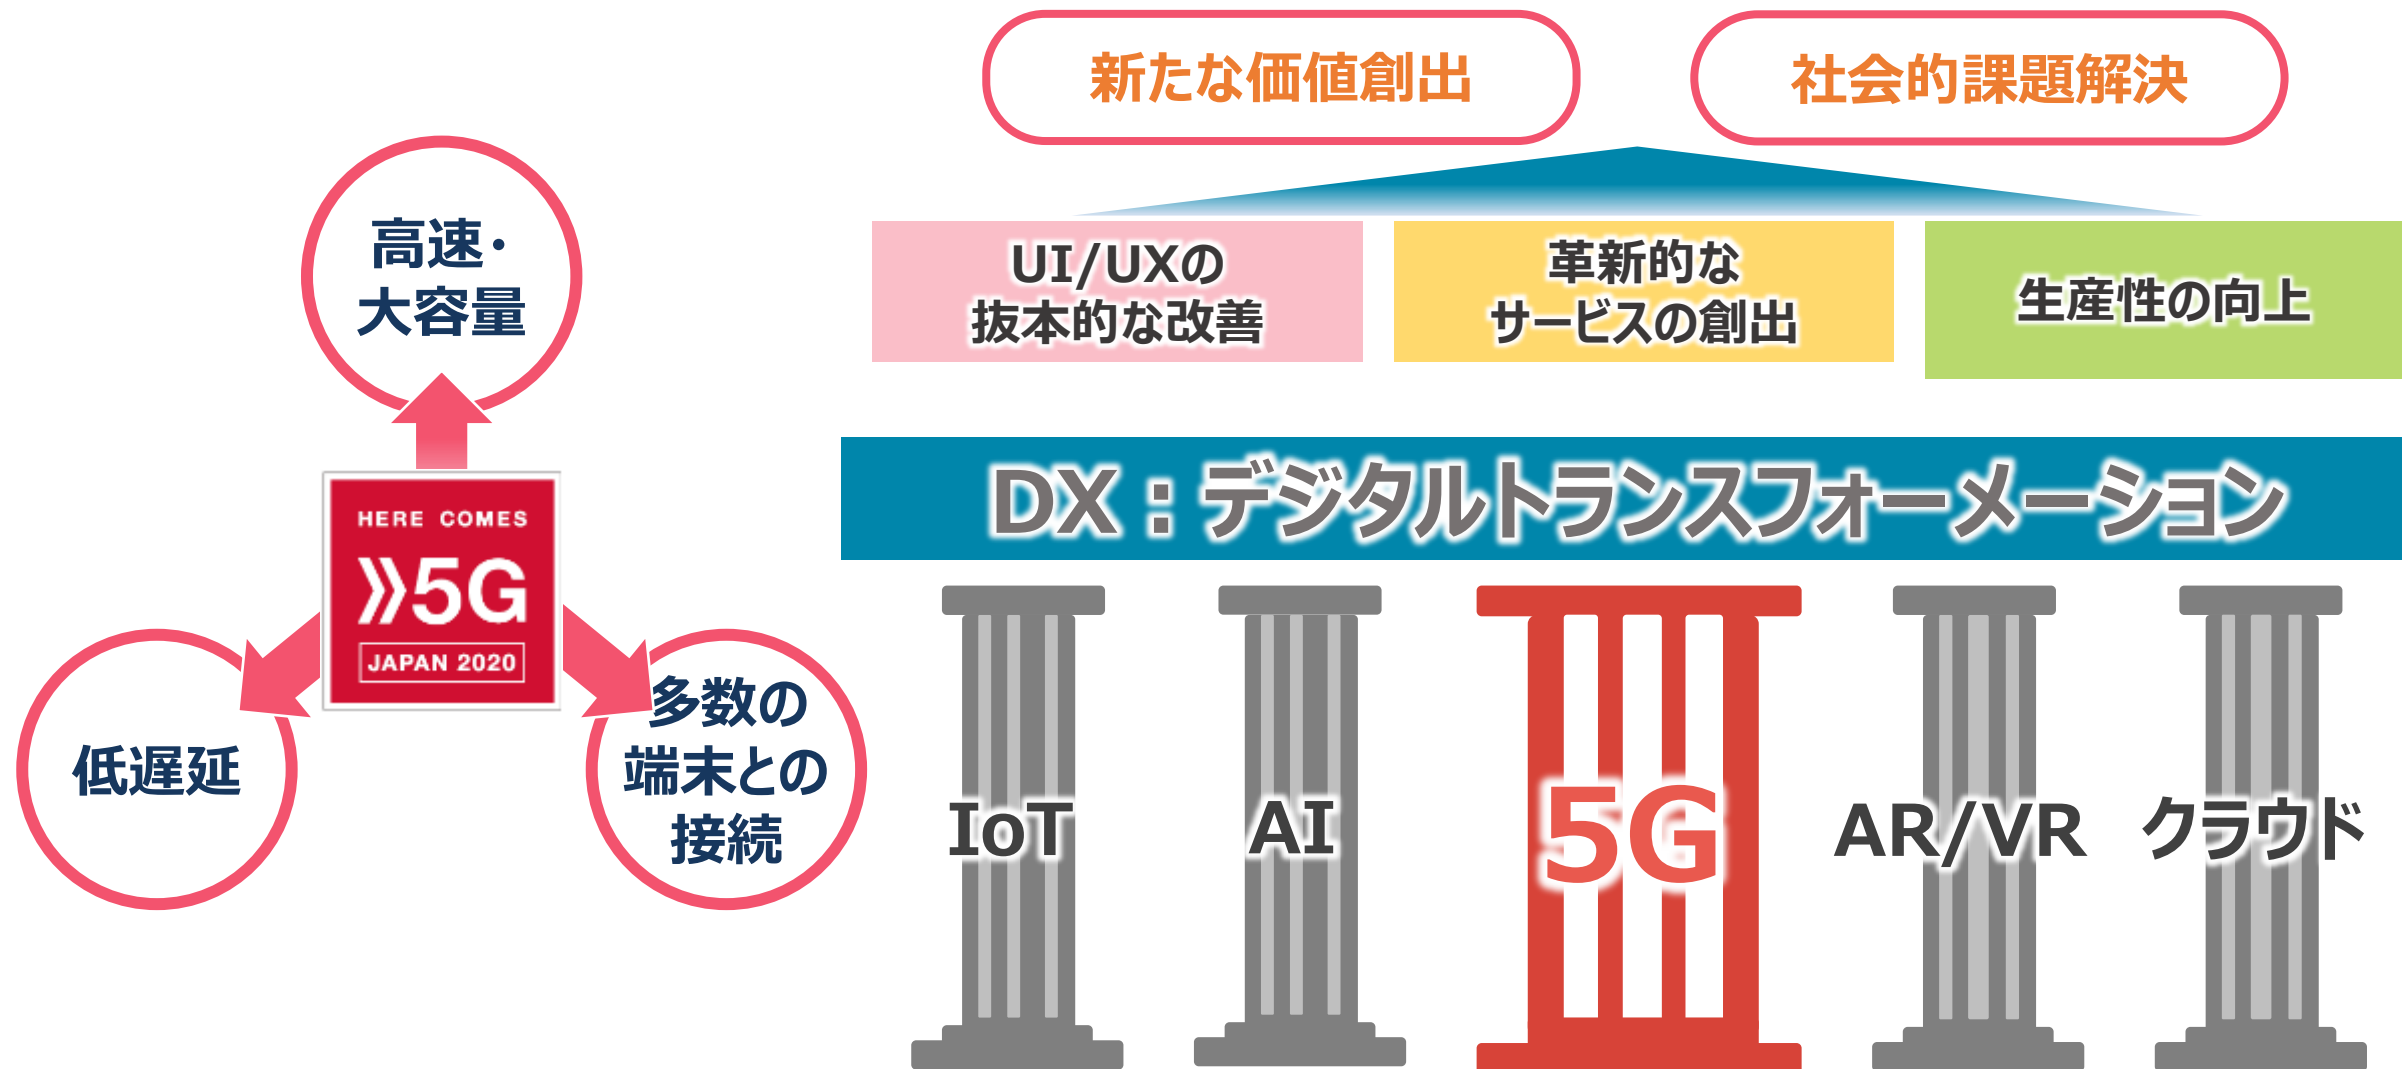 高速・
大容量
HERE COMES
5G
JAPAN 2020
低遅延
多数の
端末との
接続
新たな価値創出
社会的課題解決
UI/UXの
抜本的な改善
革新的な
サービスの創出
生産性の向上
DX：デジタルトランスフォーメーション
IoT
AI
5G
AR/VR
クラウド